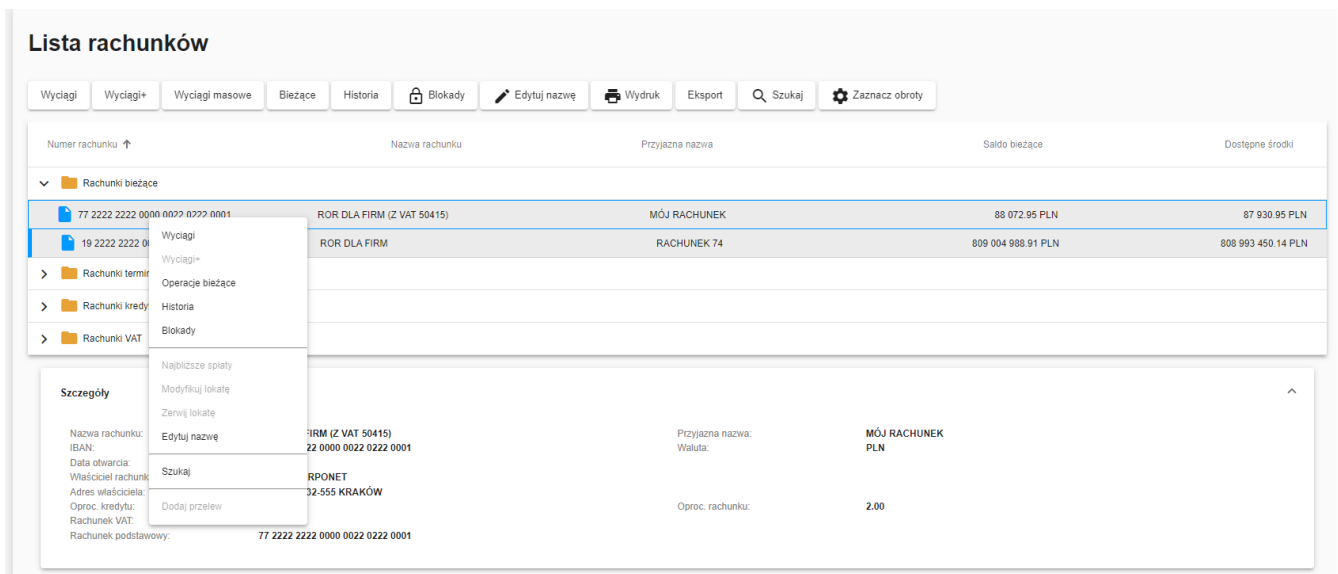 Lista rachunków
Wyciągi Wyciągi+ Wyciągi masowe Bieżące Historia Blokady Edytuj nazwę Wydruk Eksport Szukaj Zaznacz obroty
Numer rachunku Nazwa rachunku Przyjazna nazwa Saldo bieżące Dostępne środki
Rachunki bieżące
77 2222 2222 0000 0022 0222 0001 ROR DLA FIRM (Z VAT 50415) MÓJ RACHUNEK 88 072.95 PLN 87 930.95 PLN
19 2222 2222 00 ROR DLA FIRM RACHUNEK 74 809 004 988.91 PLN 808 993 450.14 PLN
Rachunki termin
Rachunki kredy
Rachunki VAT
Wyciągi
Wyciągi+
Operacje bieżące
Historia
Blokady
Najbliższe spłaty
Modyfikuj lokatę
Zerwij lokatę
Edytuj nazwę
Szukaj
Dodaj przelew
Szczegóły
Nazwa rachunku: FIRM (Z VAT 50415) Przyjazna nazwa: MÓJ RACHUNEK
IBAN: 22 0000 0022 0222 0001 Waluta: PLN
Data otwarcia:
Właściciel rachunk RPONET
Adres właściciela: 32-555 KRAKÓW
Oproc. kredytu: Oproc. rachunku: 2.00
Rachunek VAT:
Rachunek podstawowy: 77 2222 2222 0000 0022 0222 0001